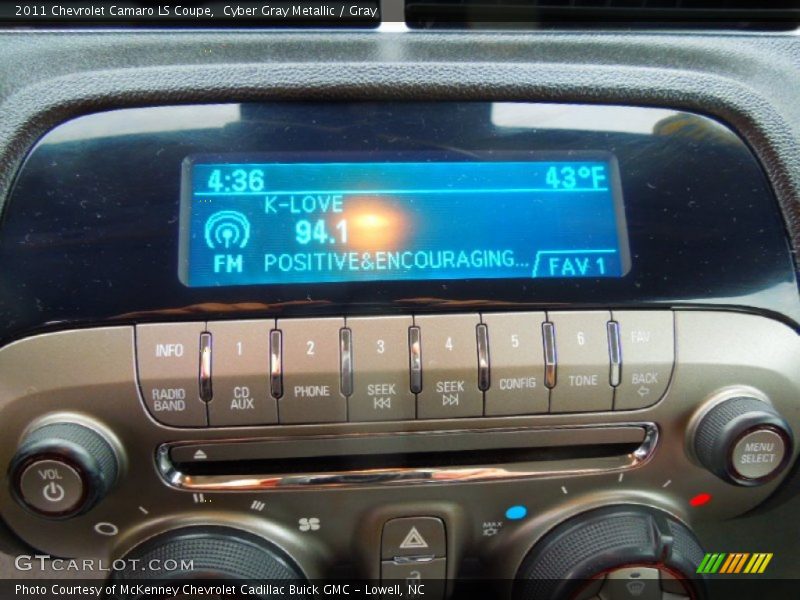 2011 Chevrolet Camaro LS Coupe, Cyber Gray Metallic / Gray
4:36 43°F
K-LOVE
94.1
FM POSITIVE&ENCOURAGING... FAV 1
INFO 1 2 3 4 5 6 FAV
RADIO BAND CD AUX PHONE SEEK SEEK CONFIG TONE BACK
VOL
MENU SELECT
MAX
GTCARLOT.COM
Photo Courtesy of McKenney Chevrolet Cadillac Buick GMC - Lowell, NC